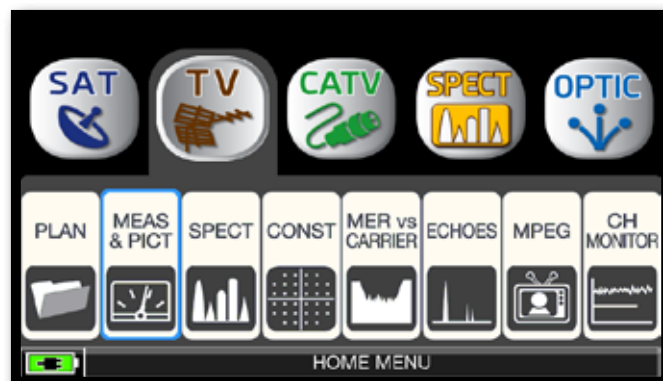 SAT
TV
CATV
SPECT
OPTIC
PLAN
MEAS
& PICT
SPECT
CONST
MER vs
CARRIER
ECHOES
MPEG
CH
MONITOR
HOME MENU